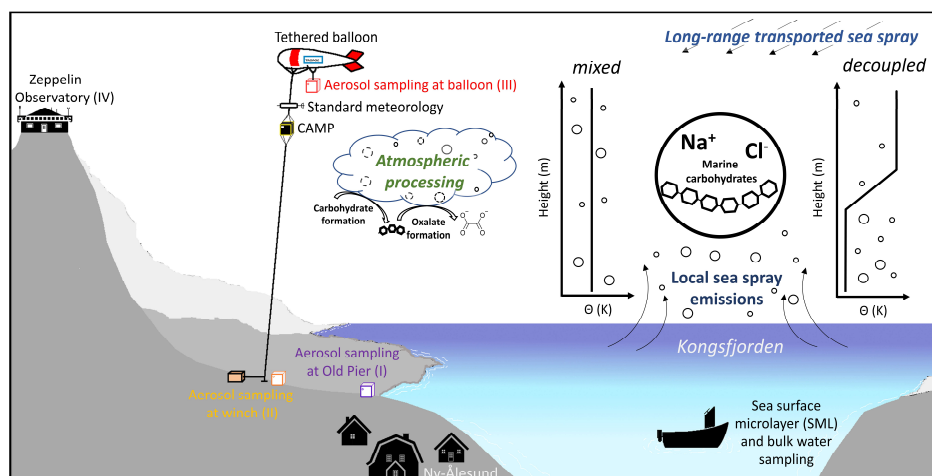 Tethered balloon
Long-range transported sea spray
Zeppelin
Observatory (IV)
Aerosol sampling at balloon (III)
Standard meteorology
CAMP
Atmospheric
processing
Carbohydrate
formation
Oxalate
formation
O
O⁻
O⁻
O
mixed
decoupled
Height (m)
Θ (K)
Na⁺
Cl⁻
Marine
carbohydrates
Height (m)
Θ (K)
Local sea spray
emissions
Kongsfjorden
Aerosol sampling
at Old Pier (I)
Aerosol sampling
at winch (II)
Sea surface
microlayer (SML)
and bulk water
sampling
Ny-Ålesund